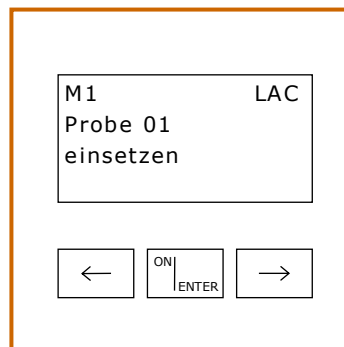 M1 LAC
Probe 01
einsetzen
← ON ENTER →